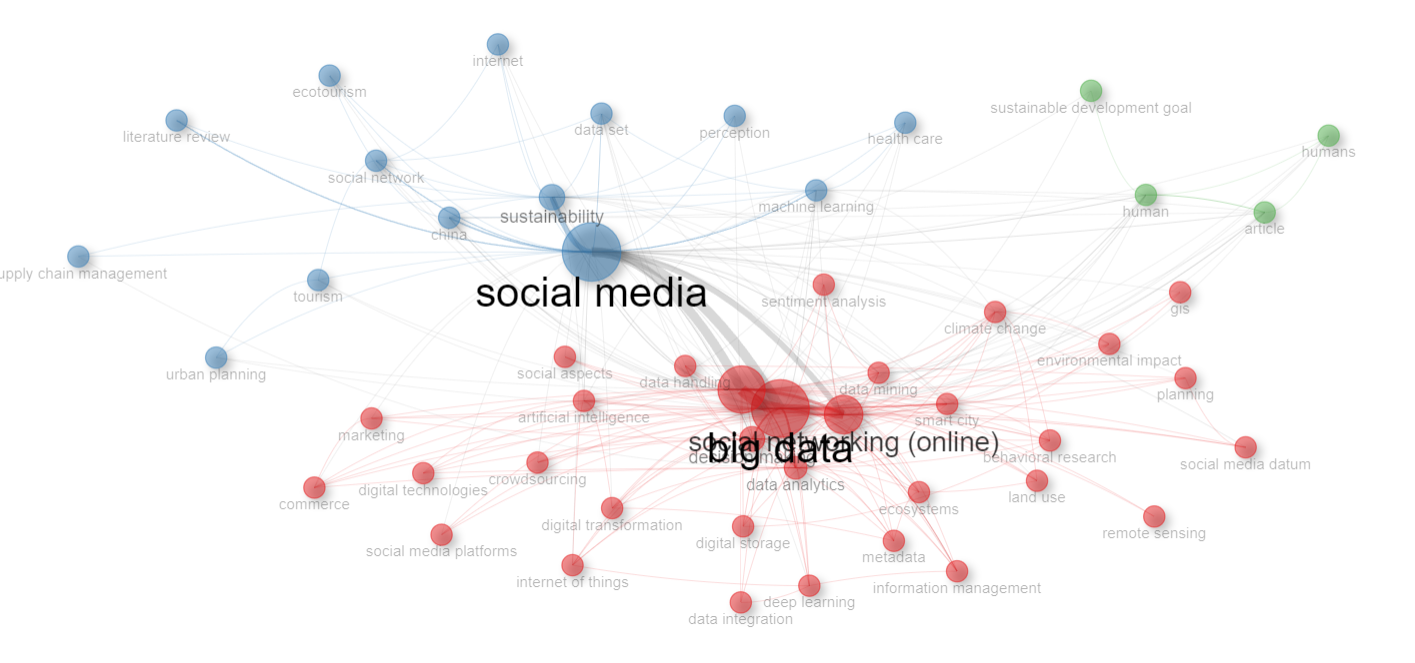 internet
ecotourism
sustainable development goal
literature review
data set
perception
health care
humans
social network
sustainability
machine learning
human
china
article
upply chain management
social media
tourism
sentiment analysis
gis
climate change
environmental impact
urban planning
social aspects
data handling
data mining
planning
artificial intelligence
smart city
marketing
social networking (online)
big data
behavioral research
social media datum
digital technologies
crowdsourcing
data analytics
land use
commerce
ecosystems
digital transformation
digital storage
remote sensing
social media platforms
metadata
internet of things
information management
deep learning
data integration